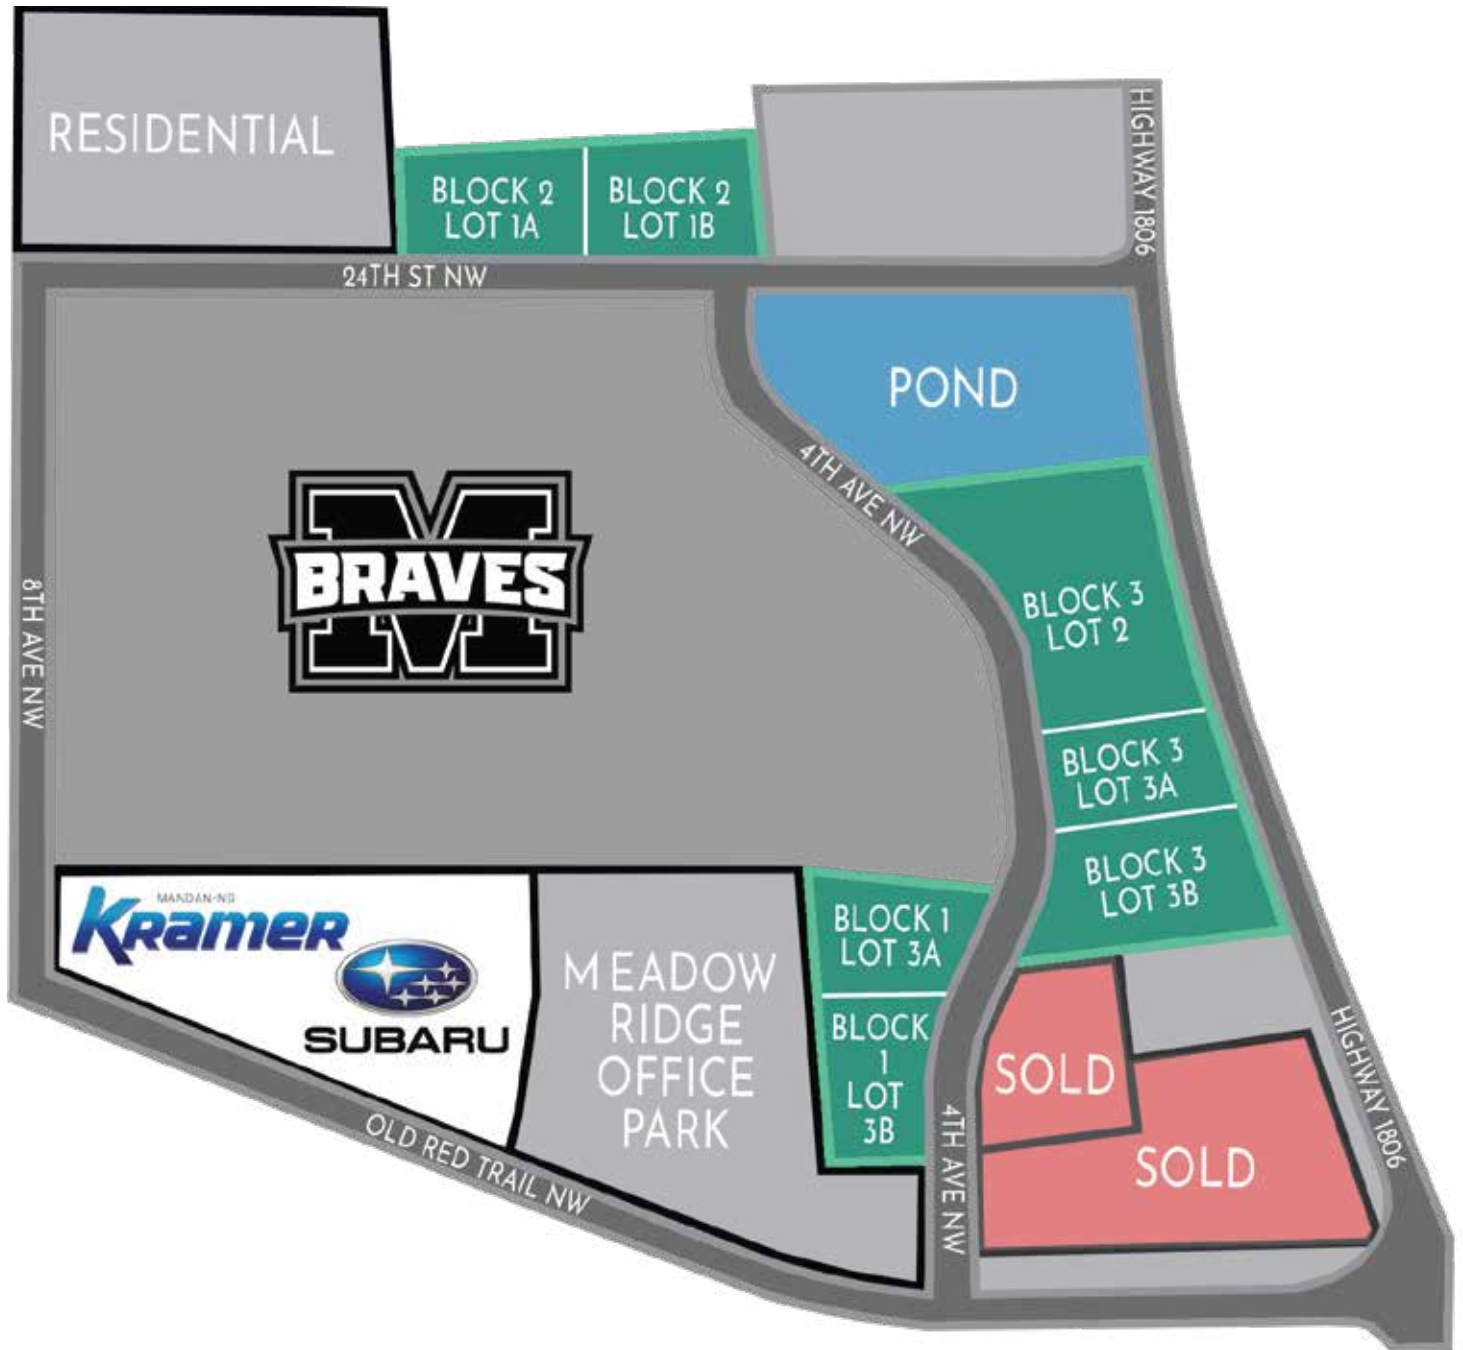 RESIDENTIAL
BLOCK 2
LOT 1A
BLOCK 2
LOT 1B
HIGHWAY 1806
24TH ST NW
POND
4TH AVE NW
M
BRAVES
8TH AVE NW
BLOCK 3
LOT 2
BLOCK 3
LOT 3A
BLOCK 3
LOT 3B
MANDAN-ND
KRAMER
SUBARU
MEADOW
RIDGE
OFFICE
PARK
BLOCK 1
LOT 3A
BLOCK
1
LOT
3B
SOLD
SOLD
HIGHWAY 1806
OLD RED TRAIL NW
4TH AVE NW